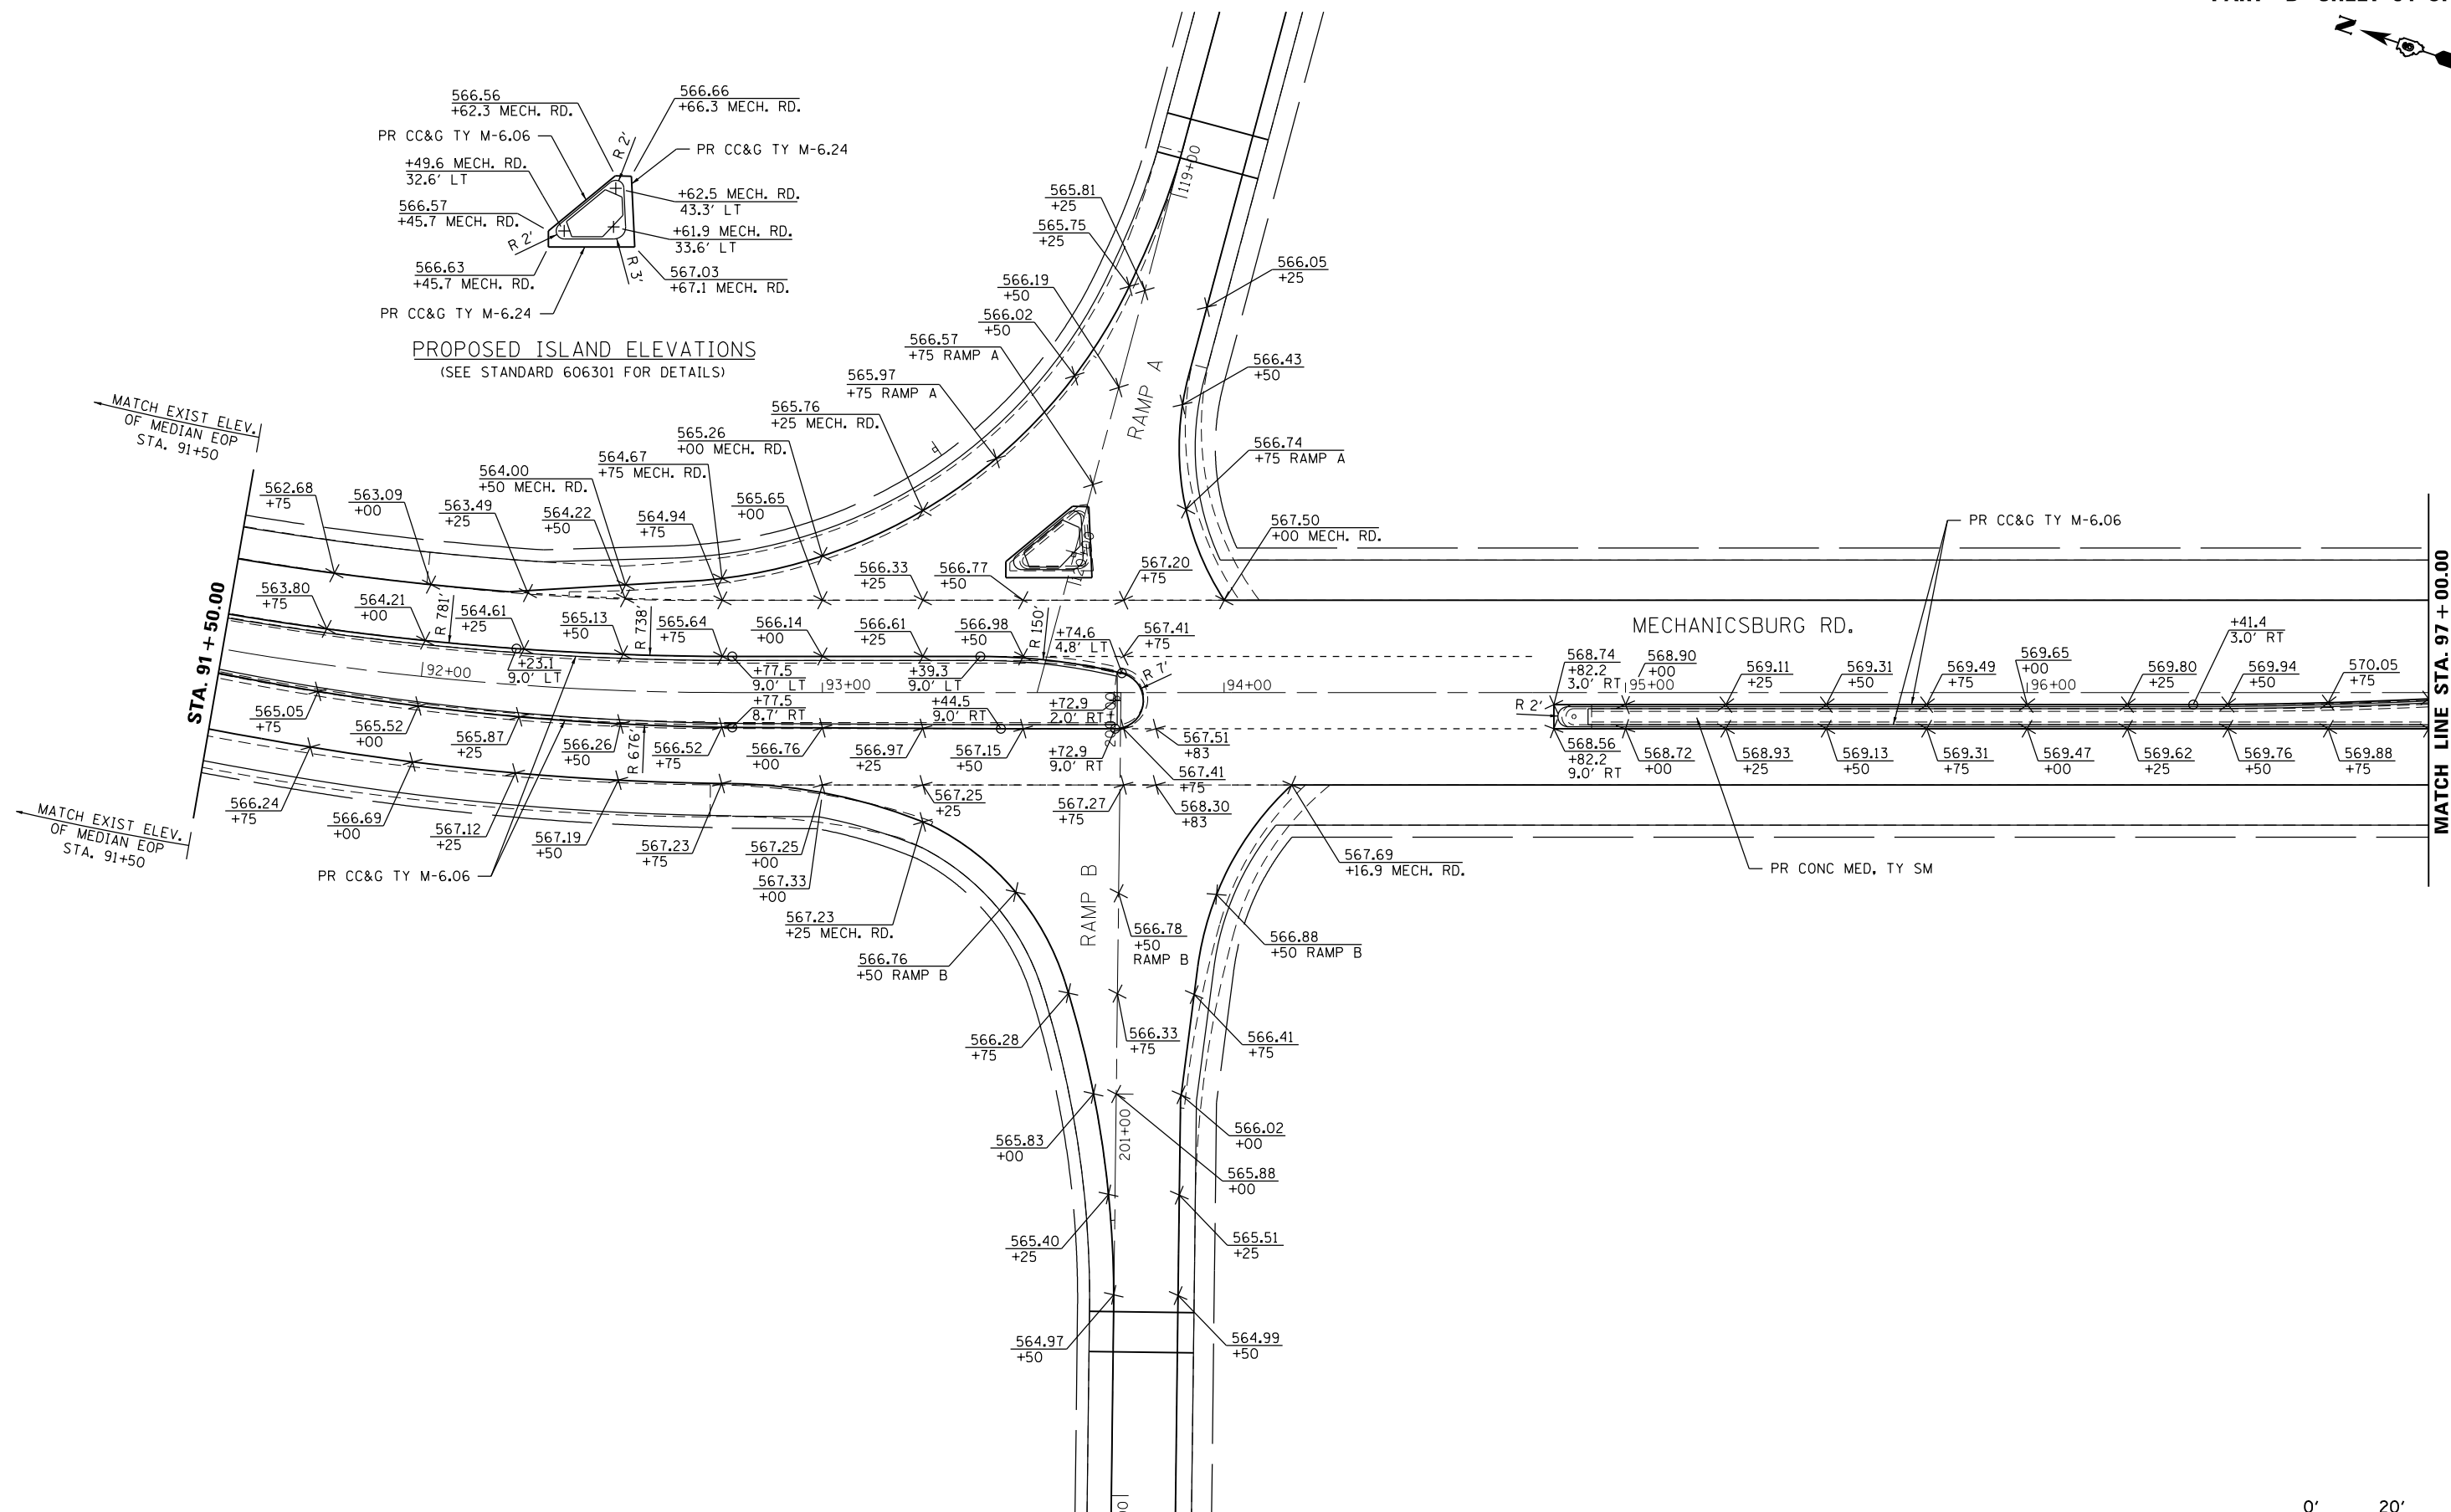 N
566.56
+62.3 MECH. RD.
566.66
+66.3 MECH. RD.
PR CC&G TY M-6.06
R 2'
PR CC&G TY M-6.24
+49.6 MECH. RD.
32.6' LT
+62.5 MECH. RD.
43.3' LT
566.57
+45.7 MECH. RD.
+61.9 MECH. RD.
33.6' LT
R 2'
R 3'
566.63
+45.7 MECH. RD.
567.03
+67.1 MECH. RD.
PR CC&G TY M-6.24
PROPOSED ISLAND ELEVATIONS
(SEE STANDARD 606301 FOR DETAILS)
119+00
565.81
+25
565.75
+25
566.19
+50
566.02
+50
566.57
+75 RAMP A
565.97
+75 RAMP A
565.76
+25 MECH. RD.
565.26
+00 MECH. RD.
564.67
+75 MECH. RD.
564.00
+50 MECH. RD.
566.05
+25
RAMP A
566.43
+50
566.74
+75 RAMP A
567.50
+00 MECH. RD.
MATCH EXIST ELEV.
OF MEDIAN EOP
STA. 91+50
562.68
+75
563.09
+00
563.49
+25
564.22
+50
564.94
+75
565.65
+00
566.33
+25
566.77
+50
567.20
+75
PR CC&G TY M-6.06
STA. 91+50.00
563.80
+75
564.21
+00
R 781'
564.61
+25
565.13
+50
R 738'
565.64
+75
566.14
+00
566.61
+25
566.98
+50
R 150'
+74.6
4.8' LT
567.41
+75
R 7'
92+00
+23.1
9.0' LT
+77.5
9.0' LT
93+00
+39.3
9.0' LT
94+00
+77.5
8.7' RT
+44.5
9.0' RT
+72.9
2.0' RT
+72.9
9.0' RT
MECHANICSBURG RD.
568.74
+82.2
3.0' RT
568.90
+00
95+00
569.11
+25
569.31
+50
569.49
+75
569.65
+00
96+00
569.80
+25
+41.4
3.0' RT
569.94
+50
570.05
+75
R 2'
MATCH LINE STA. 97+00.00
565.05
+75
565.52
+00
565.87
+25
566.26
+50
R 676'
566.52
+75
566.76
+00
566.97
+25
567.15
+50
567.51
+83
567.41
+75
568.56
+82.2
9.0' RT
568.72
+00
568.93
+25
569.13
+50
569.31
+75
569.47
+00
569.62
+25
569.76
+50
569.88
+75
MATCH EXIST ELEV.
OF MEDIAN EOP
STA. 91+50
566.24
+75
566.69
+00
567.12
+25
567.19
+50
567.23
+75
567.25
+00
567.33
+00
567.25
+25
567.27
+75
568.30
+83
PR CC&G TY M-6.06
567.69
+16.9 MECH. RD.
PR CONC MED, TY SM
567.23
+25 MECH. RD.
RAMP B
566.76
+50 RAMP B
566.78
+50
RAMP B
566.88
+50 RAMP B
566.28
+75
566.33
+75
566.41
+75
201+00
565.83
+00
566.02
+00
565.88
+00
565.40
+25
565.51
+25
564.97
+50
564.99
+50
0'
20'